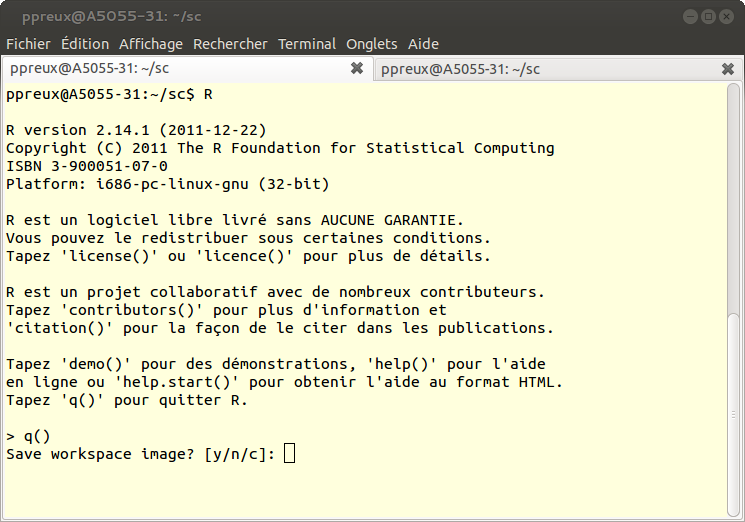 ppreux@A5055-31: ~/sc
Fichier Édition Affichage Rechercher Terminal Onglets Aide
ppreux@A5055-31: ~/sc ppreux@A5055-31: ~/sc
ppreux@A5055-31:~/sc$ R
R version 2.14.1 (2011-12-22)
Copyright (C) 2011 The R Foundation for Statistical Computing
ISBN 3-900051-07-0
Platform: i686-pc-linux-gnu (32-bit)
R est un logiciel libre livré sans AUCUNE GARANTIE.
Vous pouvez le redistribuer sous certaines conditions.
Tapez 'license()' ou 'licence()' pour plus de détails.
R est un projet collaboratif avec de nombreux contributeurs.
Tapez 'contributors()' pour plus d'information et
'citation()' pour la façon de le citer dans les publications.
Tapez 'demo()' pour des démonstrations, 'help()' pour l'aide
en ligne ou 'help.start()' pour obtenir l'aide au format HTML.
Tapez 'q()' pour quitter R.
> q()
Save workspace image? [y/n/c]: